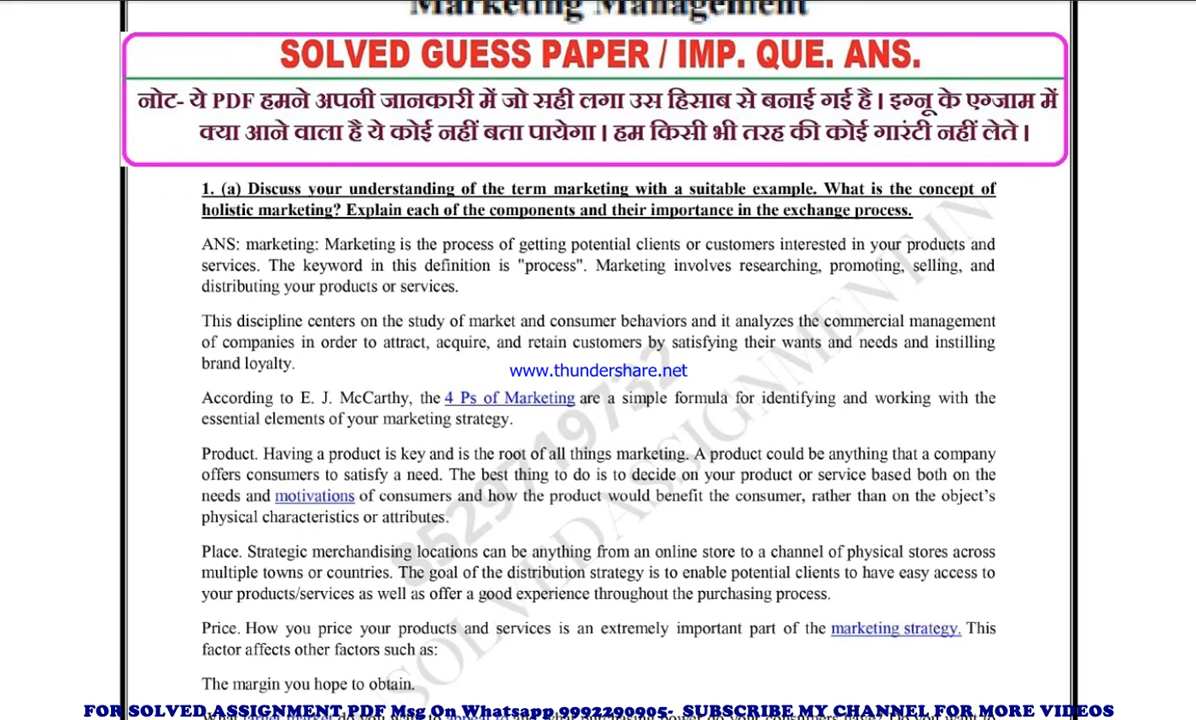 Marketing Management
SOLVED GUESS PAPER / IMP. QUE. ANS.
नोट- ये PDF हमने अपनी जानकारी में जो सही लगा उस हिसाब से बनाई गई है। इग्नू के एग्जाम में
क्या आने वाला है ये कोई नहीं बता पायेगा। हम किसी भी तरह की कोई गारंटी नहीं लेते।
1. (a) Discuss your understanding of the term marketing with a suitable example. What is the concept of
holistic marketing? Explain each of the components and their importance in the exchange process.
ANS: marketing: Marketing is the process of getting potential clients or customers interested in your products and
services. The keyword in this definition is "process". Marketing involves researching, promoting, selling, and
distributing your products or services.
This discipline centers on the study of market and consumer behaviors and it analyzes the commercial management
of companies in order to attract, acquire, and retain customers by satisfying their wants and needs and instilling
brand loyalty.
www.thundershare.net
According to E. J. McCarthy, the 4 Ps of Marketing are a simple formula for identifying and working with the
essential elements of your marketing strategy.
Product. Having a product is key and is the root of all things marketing. A product could be anything that a company
offers consumers to satisfy a need. The best thing to do is to decide on your product or service based both on the
needs and motivations of consumers and how the product would benefit the consumer, rather than on the object's
physical characteristics or attributes.
Place. Strategic merchandising locations can be anything from an online store to a channel of physical stores across
multiple towns or countries. The goal of the distribution strategy is to enable potential clients to have easy access to
your products/services as well as offer a good experience throughout the purchasing process.
Price. How you price your products and services is an extremely important part of the marketing strategy. This
factor affects other factors such as:
The margin you hope to obtain.
8529719732
SOLVEDASSIGNMENT.IN
FOR SOLVED ASSIGNMENT PDF Msg On Whatsapp 9992290905- SUBSCRIBE MY CHANNEL FOR MORE VIDEOS